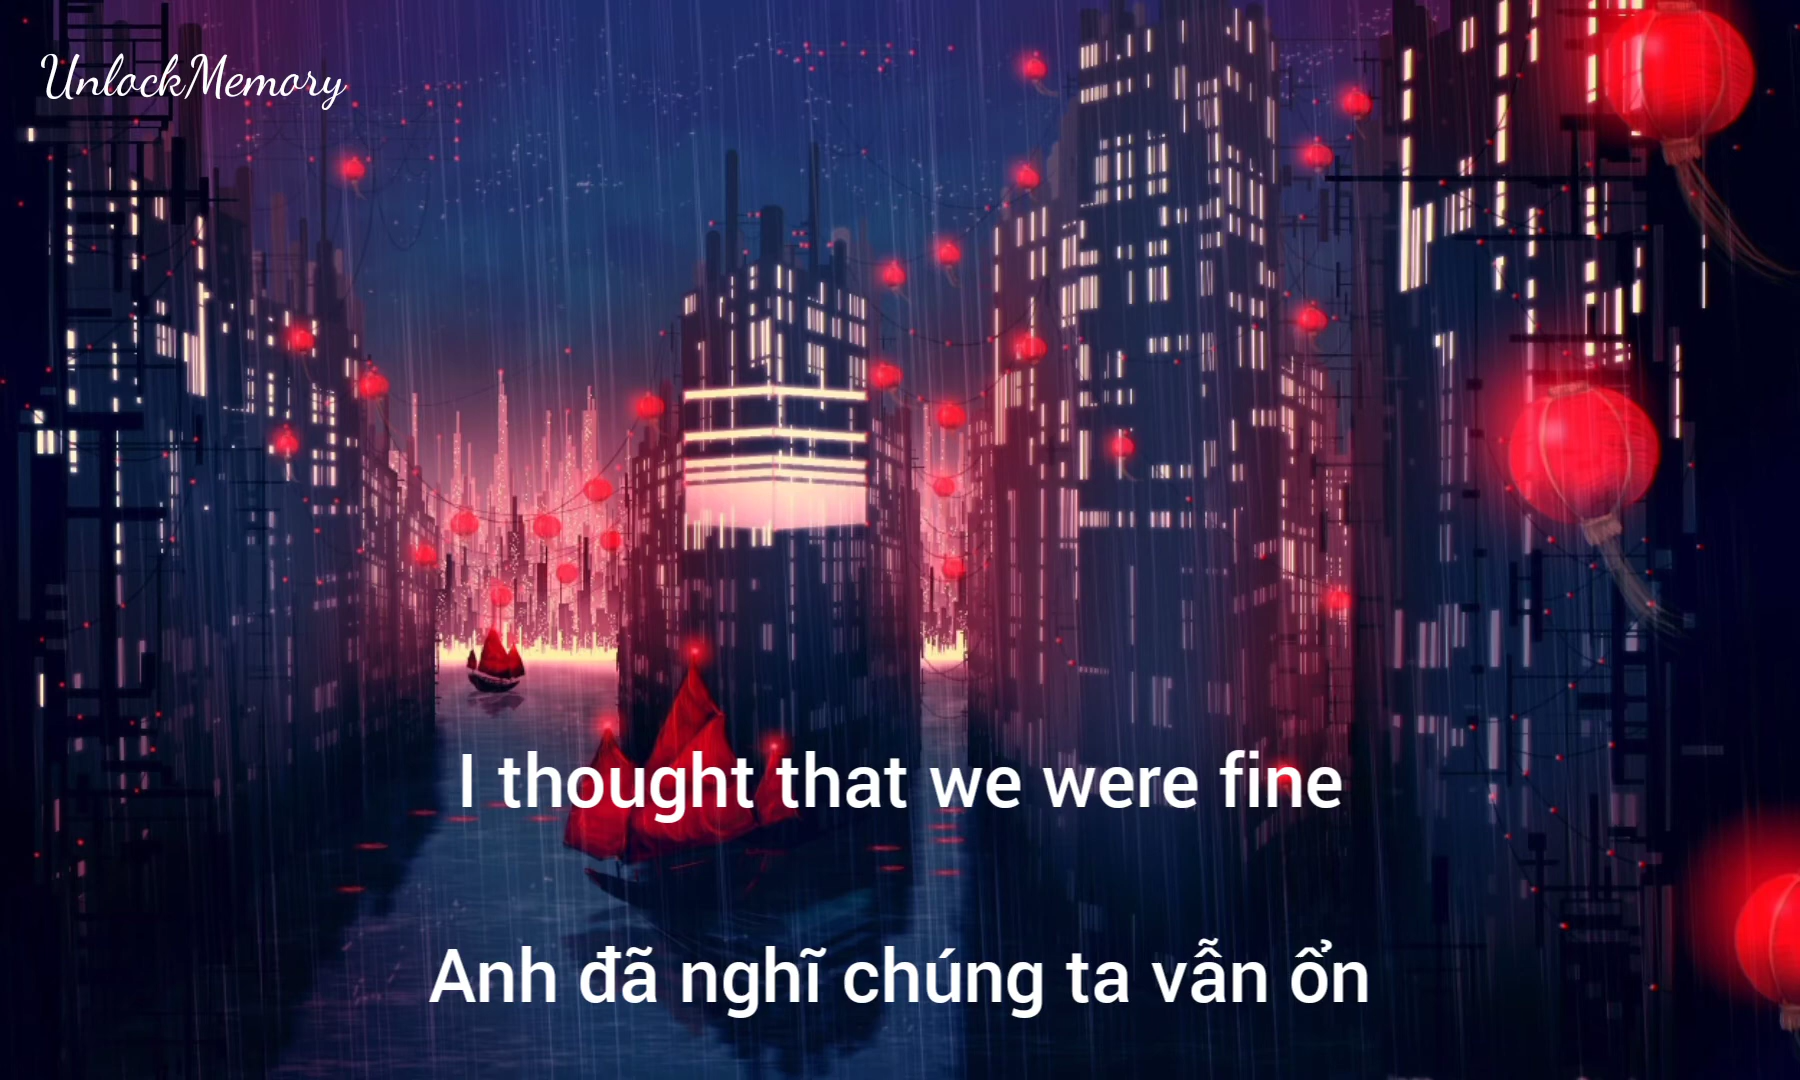 UnlockMemory
I thought that we were fine
Anh đã nghĩ chúng ta vẫn ổn